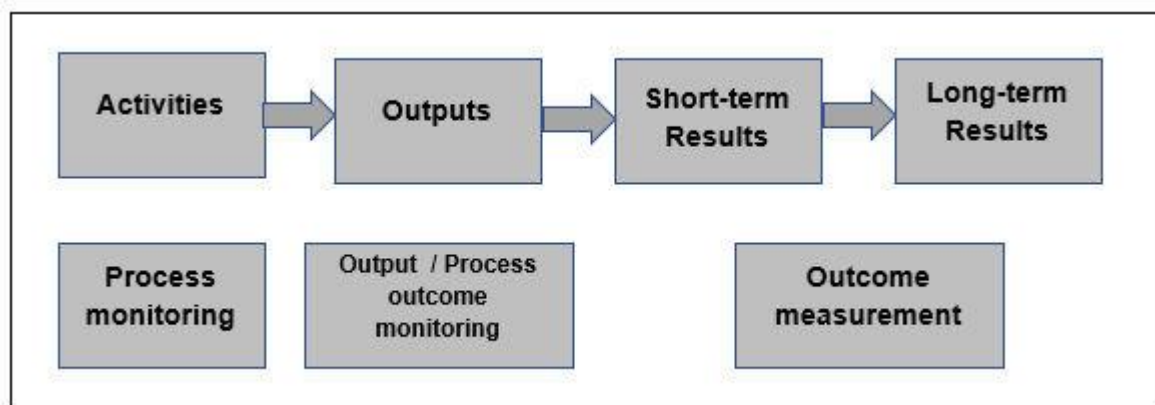 Activities
Outputs
Short-term
Results
Long-term
Results
Process
monitoring
Output / Process
outcome
monitoring
Outcome
measurement